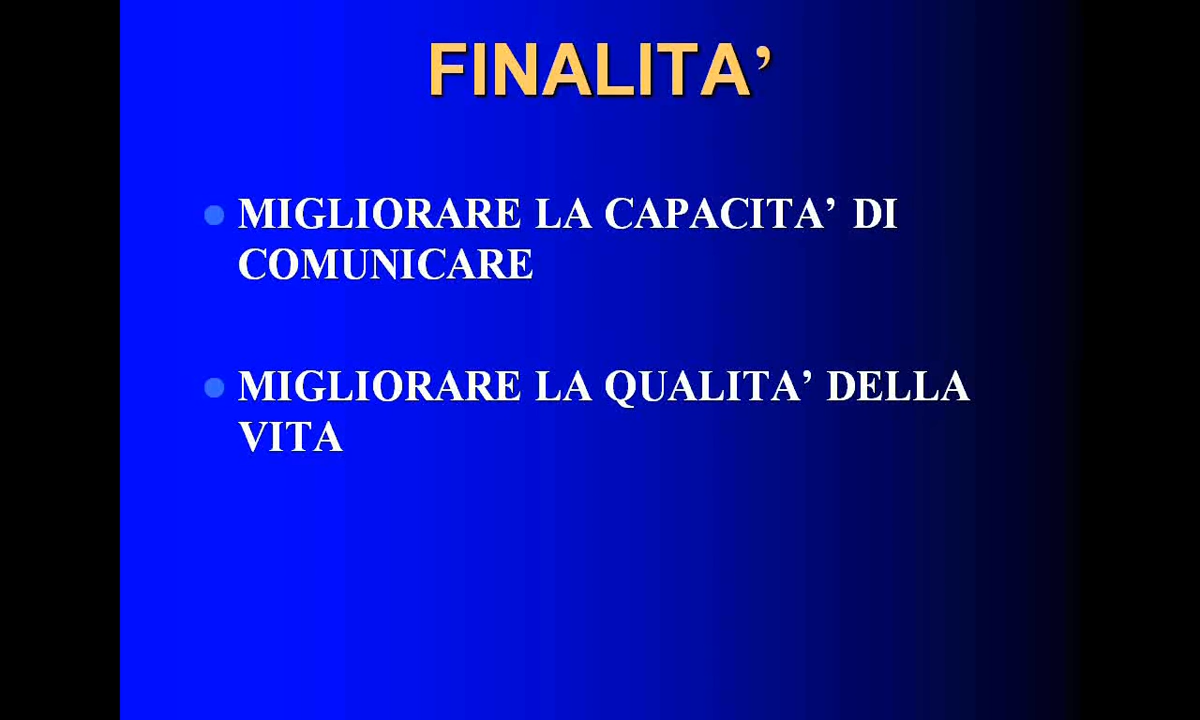 FINALITA’
MIGLIORARE LA CAPACITA’ DI
COMUNICARE
MIGLIORARE LA QUALITA’ DELLA
VITA